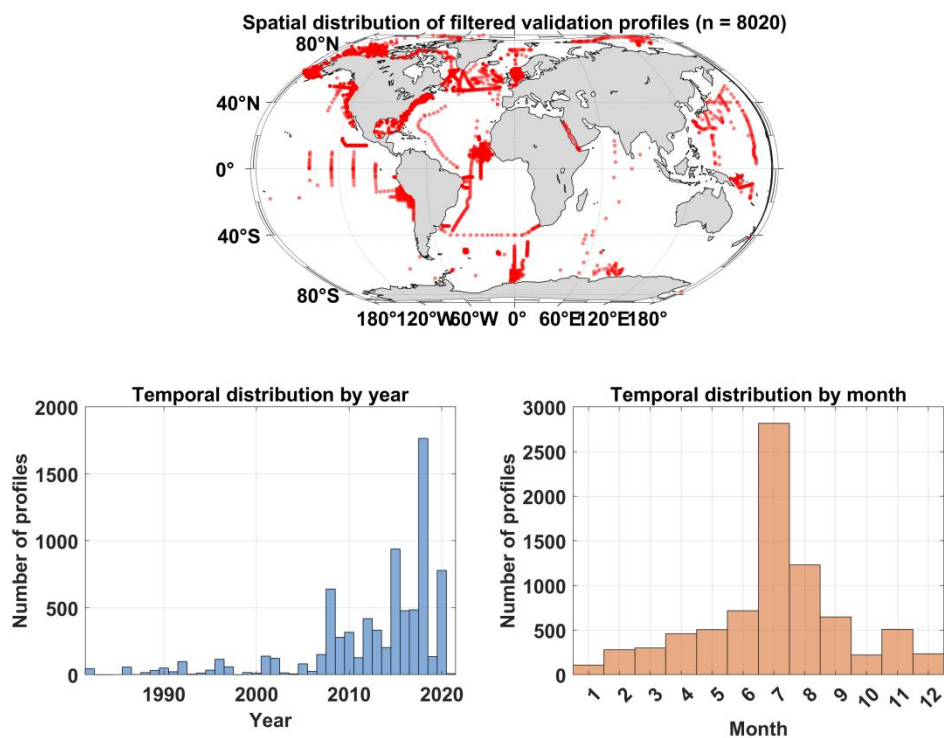 Spatial distribution of filtered validation profiles (n = 8020)
80°N
40°N
0°
40°S
80°S
180°120°W60°W 0° 60°E120°E180°
Temporal distribution by year
2000
1500
1000
500
0
Number of profiles
1990 2000 2010 2020
Year
Temporal distribution by month
3000
2500
2000
1500
1000
500
0
Number of profiles
1 2 3 4 5 6 7 8 9 10 11 12
Month